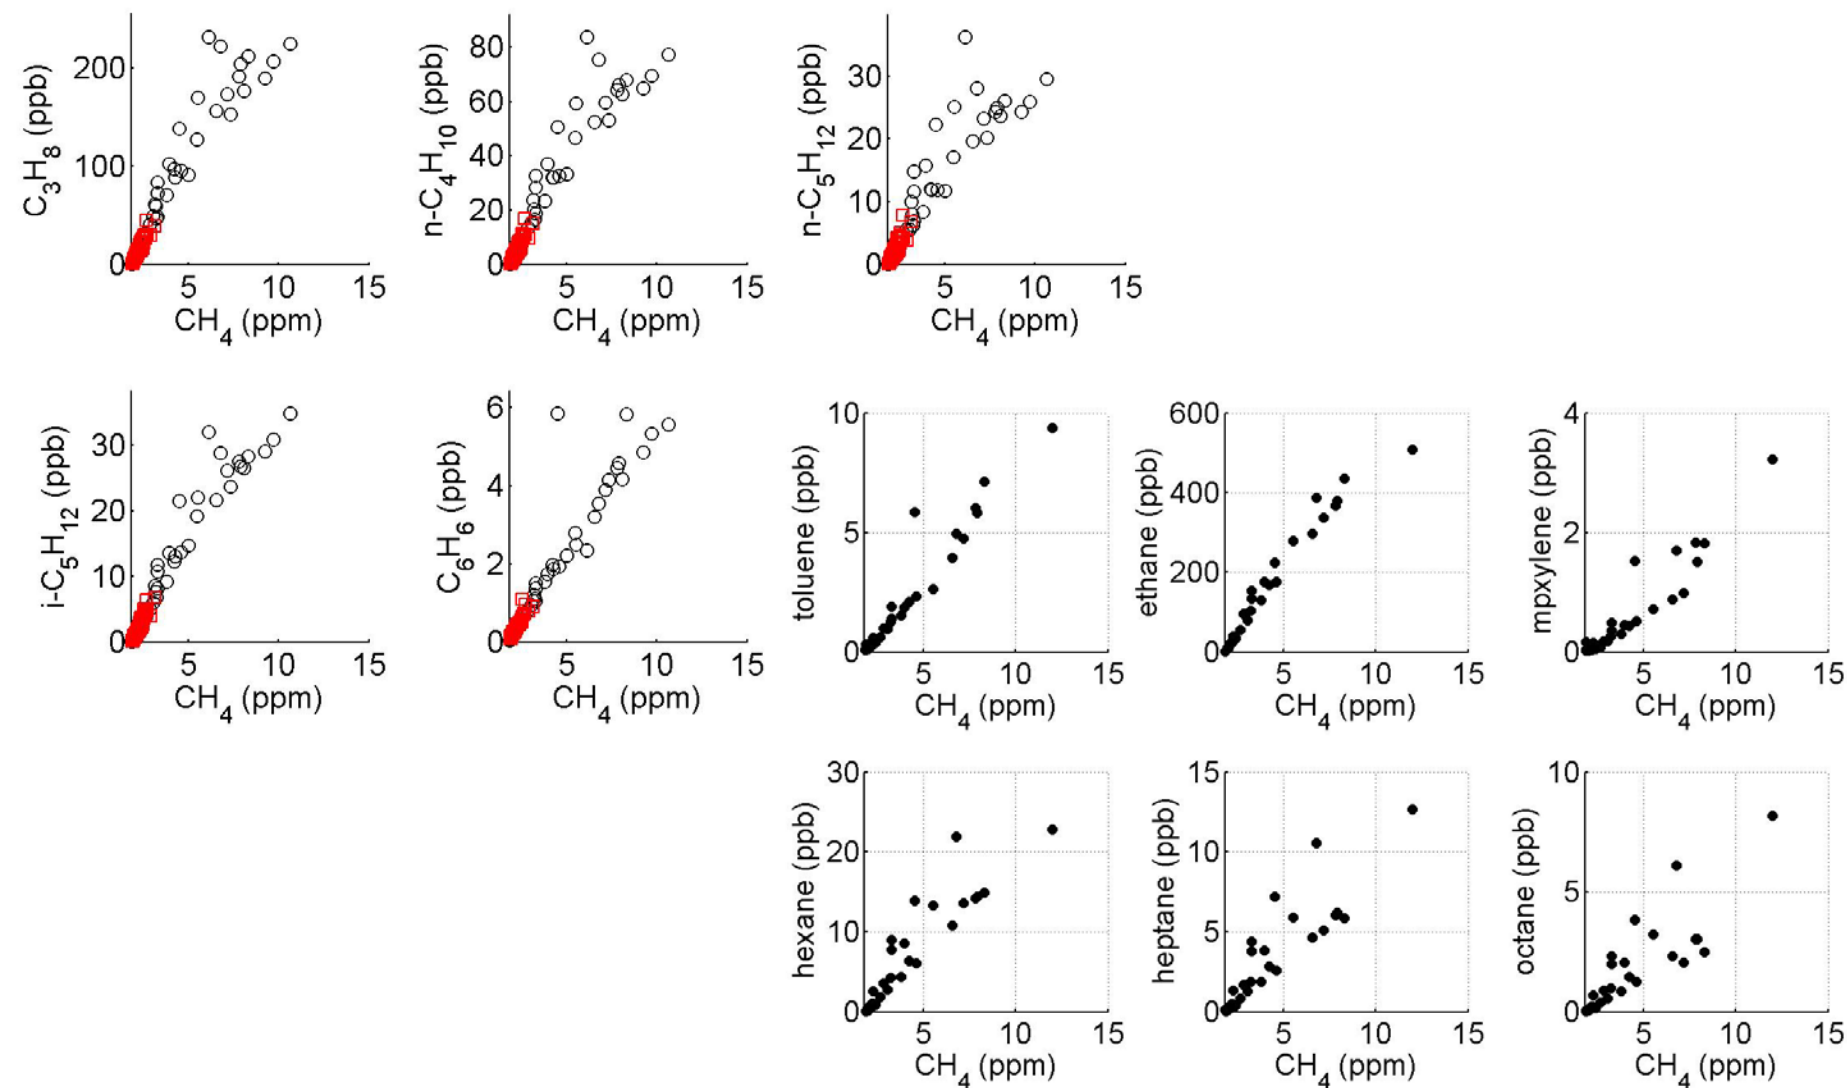 C3H8 (ppb)
200
100
0
5 10 15
CH4 (ppm)
n-C4H10 (ppb)
80
60
40
20
0
5 10 15
CH4 (ppm)
n-C5H12 (ppb)
30
20
10
0
5 10 15
CH4 (ppm)
i-C5H12 (ppb)
30
20
10
0
5 10 15
CH4 (ppm)
C6H6 (ppb)
6
4
2
0
5 10 15
CH4 (ppm)
toluene (ppb)
10
5
0
5 10 15
CH4 (ppm)
ethane (ppb)
600
400
200
0
5 10 15
CH4 (ppm)
mpxylene (ppb)
4
2
0
5 10 15
CH4 (ppm)
hexane (ppb)
30
20
10
0
5 10 15
CH4 (ppm)
heptane (ppb)
15
10
5
0
5 10 15
CH4 (ppm)
octane (ppb)
10
5
0
5 10 15
CH4 (ppm)